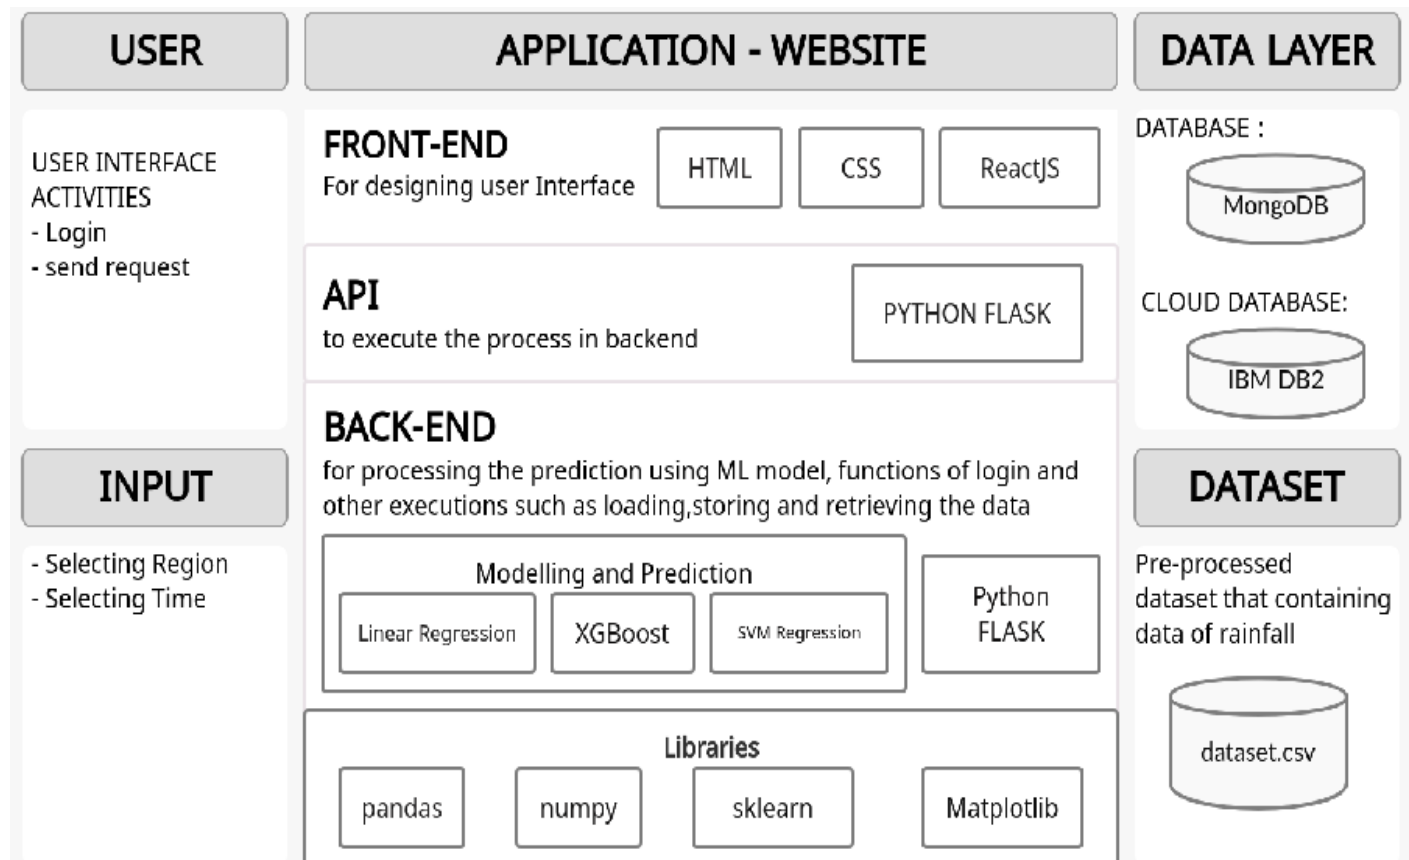 USER
USER INTERFACE
ACTIVITIES
- Login
- send request
INPUT
- Selecting Region
- Selecting Time
APPLICATION - WEBSITE
FRONT-END
For designing user Interface
HTML
CSS
ReactJS
API
to execute the process in backend
PYTHON FLASK
BACK-END
for processing the prediction using ML model, functions of login and
other executions such as loading,storing and retrieving the data
Modelling and Prediction
Linear Regression
XGBoost
SVM Regression
Python
FLASK
Libraries
pandas
numpy
sklearn
Matplotlib
DATA LAYER
DATABASE :
MongoDB
CLOUD DATABASE:
IBM DB2
DATASET
Pre-processed
dataset that containing
data of rainfall
dataset.csv